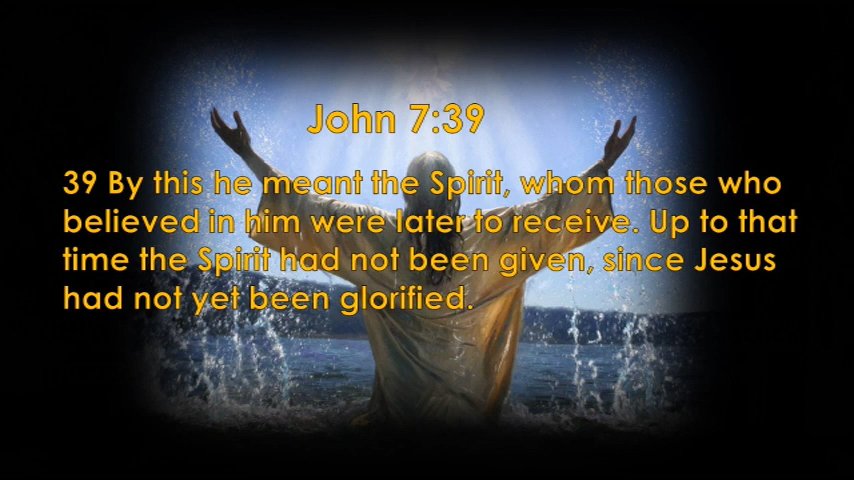 John 7:39
39 By this he meant the Spirit, whom those who
believed in him were later to receive. Up to that
time the Spirit had not been given, since Jesus
had not yet been glorified.